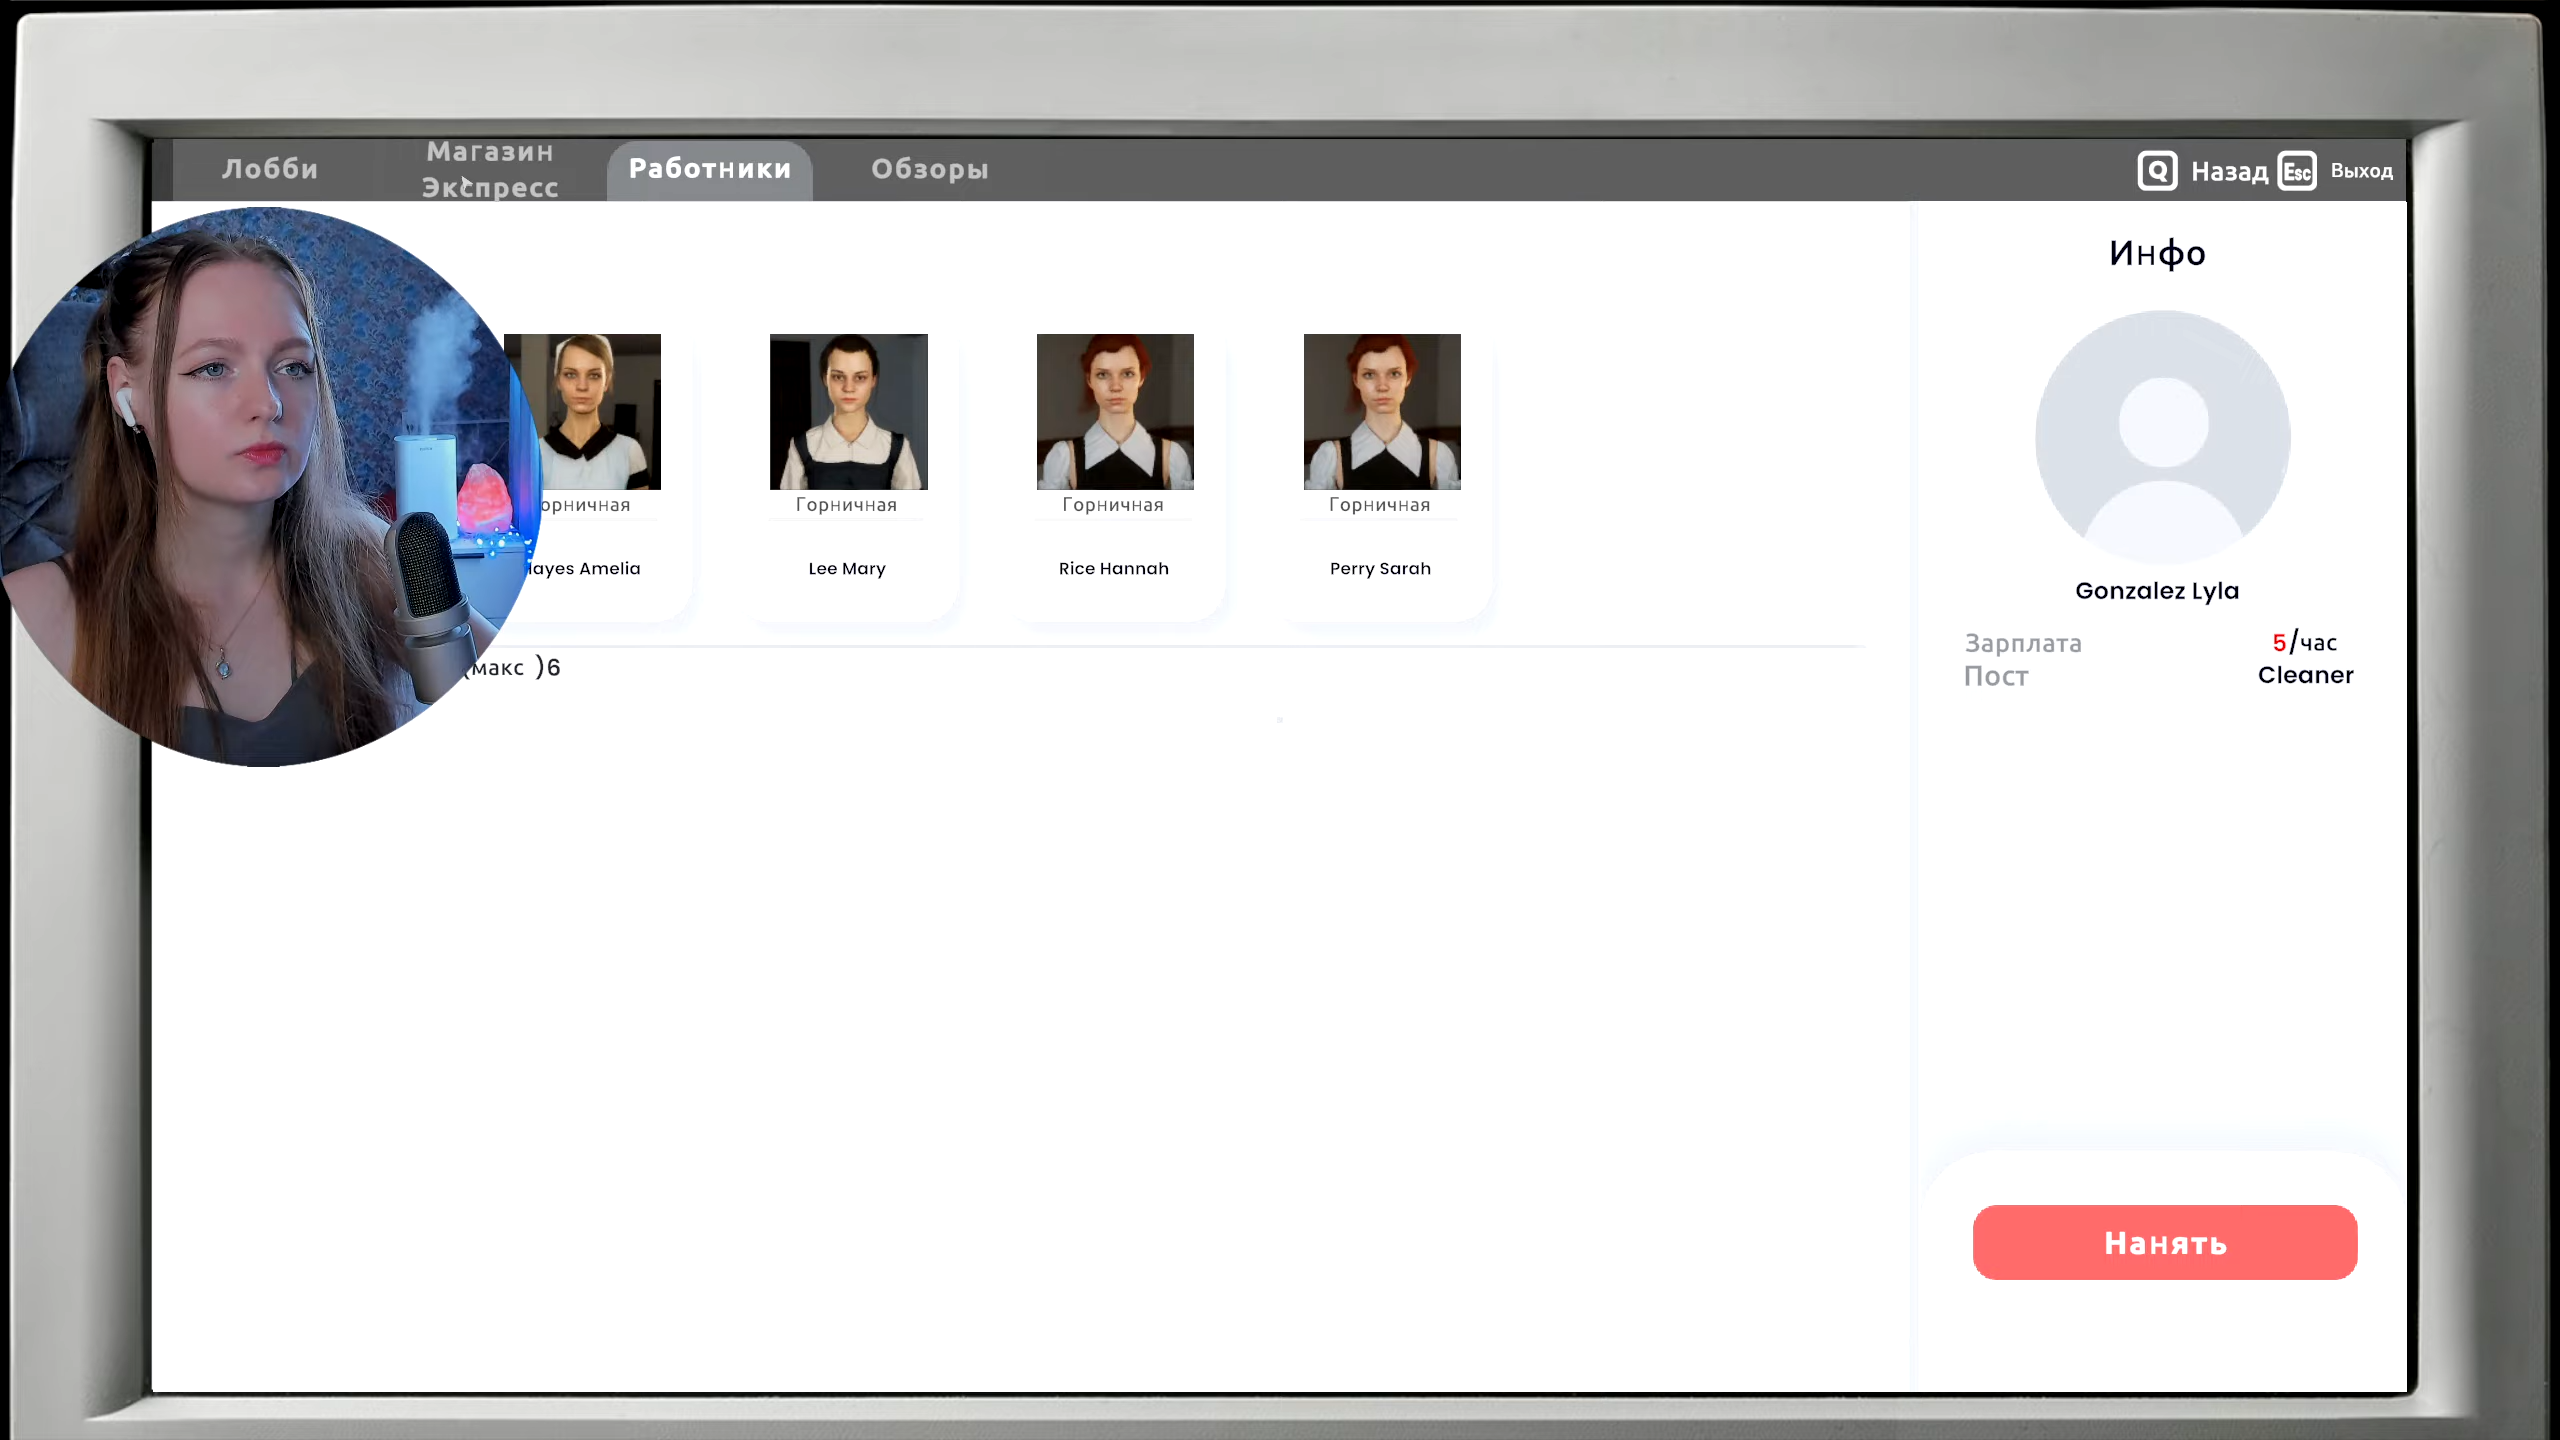 Лобби
Магазин
Экспресс
Работники
Обзоры
Q Назад Esc Выход
Инфо
орничная
Горничная
Горничная
Горничная
ayes Amelia
Lee Mary
Rice Hannah
Perry Sarah
(макс )6
Gonzalez Lyla
Зарплата 5/час
Пост Cleaner
Нанять